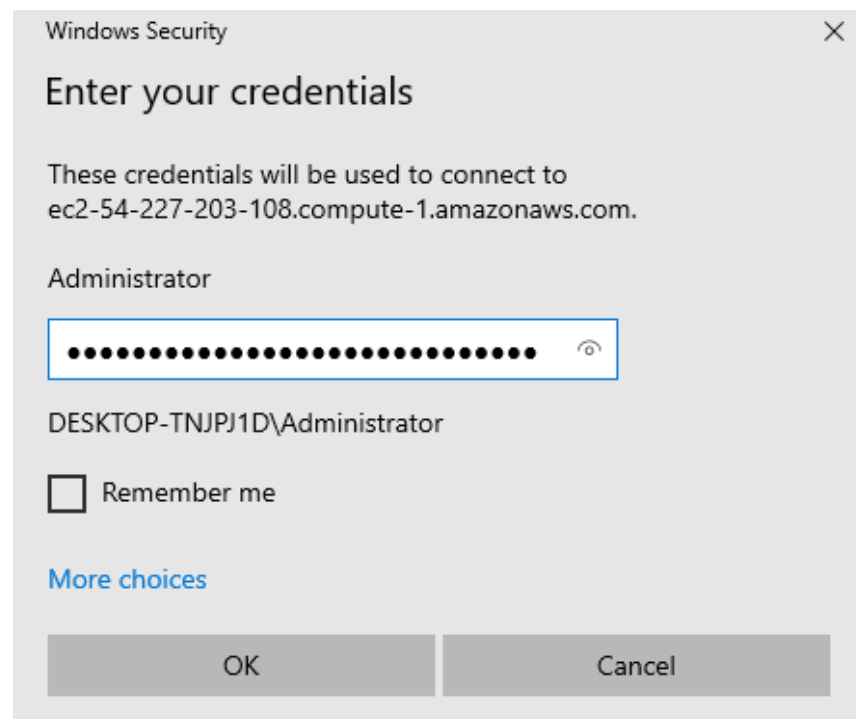 Windows Security
Enter your credentials
These credentials will be used to connect to
ec2-54-227-203-108.compute-1.amazonaws.com.
Administrator
●●●●●●●●●●●●●●●●●●●●●●●●●●●●●●
DESKTOP-TNJPJ1D\Administrator
Remember me
More choices
OK
Cancel